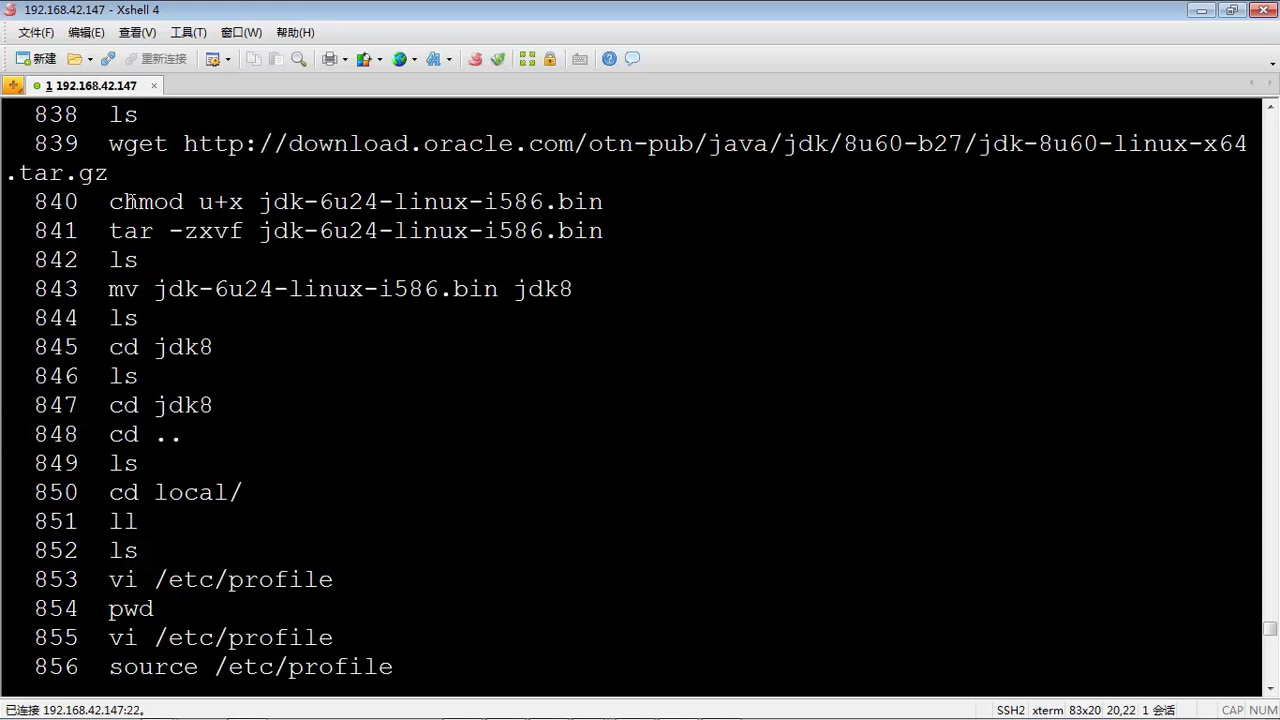 192.168.42.147 - Xshell 4
文件(F) 编辑(E) 查看(V) 工具(T) 窗口(W) 帮助(H)
新建 重新连接
1 192.168.42.147
838 ls
839 wget http://download.oracle.com/otn-pub/java/jdk/8u60-b27/jdk-8u60-linux-x64
.tar.gz
840 chmod u+x jdk-6u24-linux-i586.bin
841 tar -zxvf jdk-6u24-linux-i586.bin
842 ls
843 mv jdk-6u24-linux-i586.bin jdk8
844 ls
845 cd jdk8
846 ls
847 cd jdk8
848 cd ..
849 ls
850 cd local/
851 ll
852 ls
853 vi /etc/profile
854 pwd
855 vi /etc/profile
856 source /etc/profile
已连接 192.168.42.147:22。 SSH2 xterm 83x20 20,22 1 会话 CAP NUM